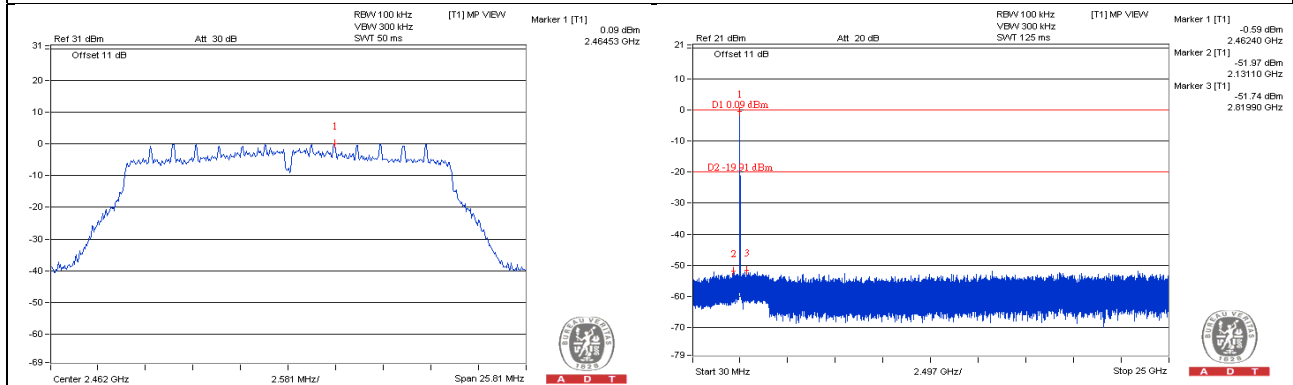 RBW 100 kHz [T1] MP VIEW
VBW 300 kHz
Ref 31 dBm Att 30 dB SWT 50 ms
Marker 1 [T1]
0.09 dBm
2.46453 GHz
31
Offset 11 dB
20
10
0
-10
-20
-30
-40
-50
-60
-69
1
Center 2.462 GHz 2.581 MHz/ Span 25.81 MHz
BUREAU VERITAS
1828
A D T
RBW 100 kHz [T1] MP VIEW
VBW 300 kHz
Ref 21 dBm Att 20 dB SWT 125 ms
Marker 1 [T1]
-0.59 dBm
2.46240 GHz
Marker 2 [T1]
-51.97 dBm
2.13110 GHz
Marker 3 [T1]
-51.74 dBm
2.81990 GHz
21
Offset 11 dB
10
0
-10
-20
-30
-40
-50
-60
-70
-79
1
D1 0.09 dBm
D2 -19.91 dBm
2 3
Start 30 MHz 2.497 GHz/ Stop 25 GHz
BUREAU VERITAS
1828
A D T